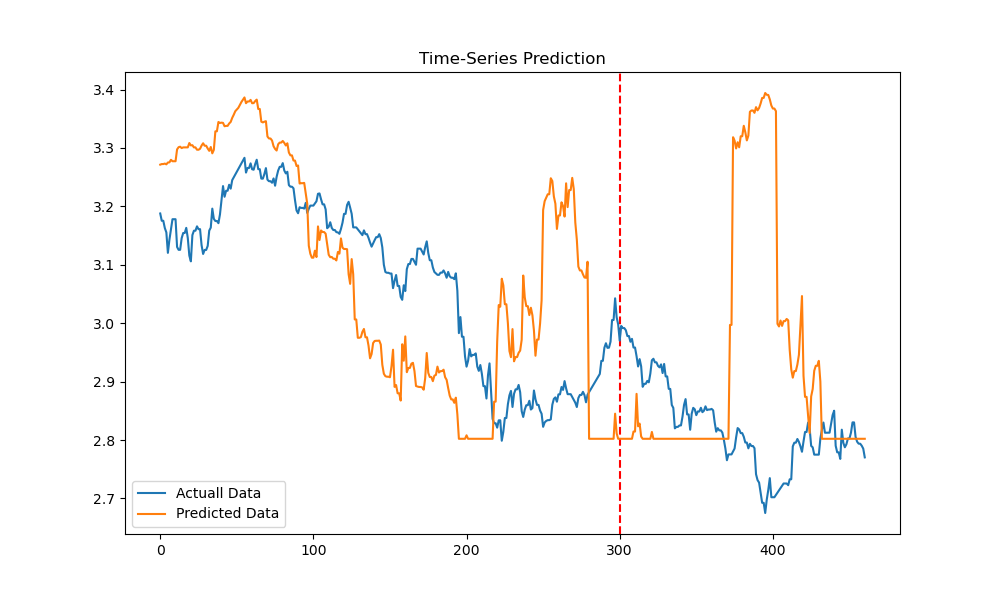 Time-Series Prediction
3.4
3.3
3.2
3.1
3.0
2.9
2.8
2.7
Actuall Data
Predicted Data
0 100 200 300 400